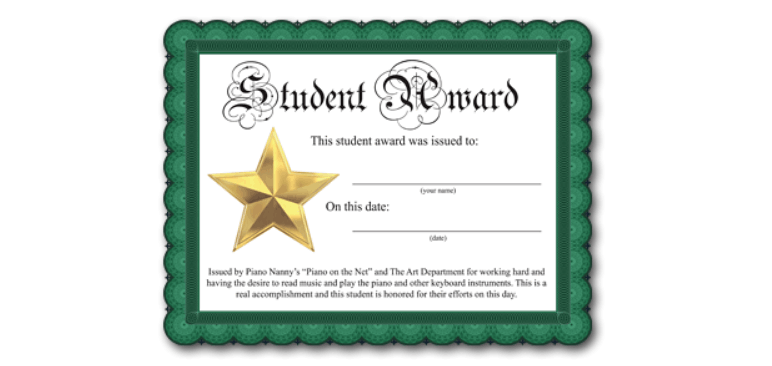 Student Award
This student award was issued to:
(your name)
On this date:
(date)
Issued by Piano Nanny's "Piano on the Net" and The Art Department for working hard and
having the desire to read music and play the piano and other keyboard instruments. This is a
real accomplishment and this student is honored for their efforts on this day.